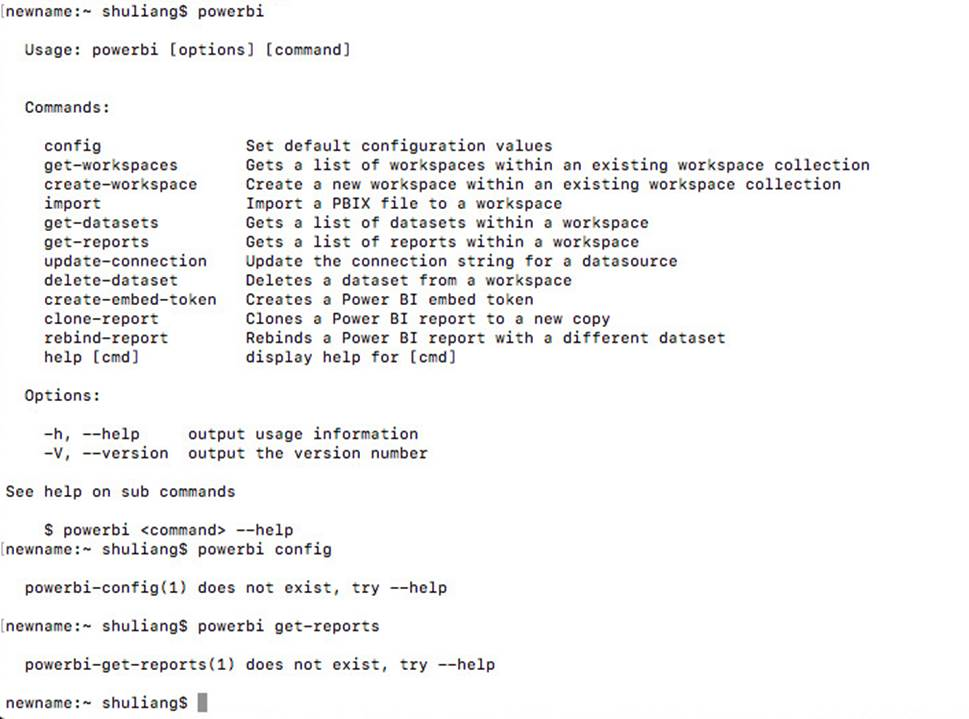 [newname:~ shuliang$ powerbi
Usage: powerbi [options] [command]
Commands:
config Set default configuration values
get-workspaces Gets a list of workspaces within an existing workspace collection
create-workspace Create a new workspace within an existing workspace collection
import Import a PBIX file to a workspace
get-datasets Gets a list of datasets within a workspace
get-reports Gets a list of reports within a workspace
update-connection Update the connection string for a datasource
delete-dataset Deletes a dataset from a workspace
create-embed-token Creates a Power BI embed token
clone-report Clones a Power BI report to a new copy
rebind-report Rebinds a Power BI report with a different dataset
help [cmd] display help for [cmd]
Options:
-h, --help output usage information
-V, --version output the version number
See help on sub commands
$ powerbi <command> --help
[newname:~ shuliang$ powerbi config
powerbi-config(1) does not exist, try --help
[newname:~ shuliang$ powerbi get-reports
powerbi-get-reports(1) does not exist, try --help
newname:~ shuliang$